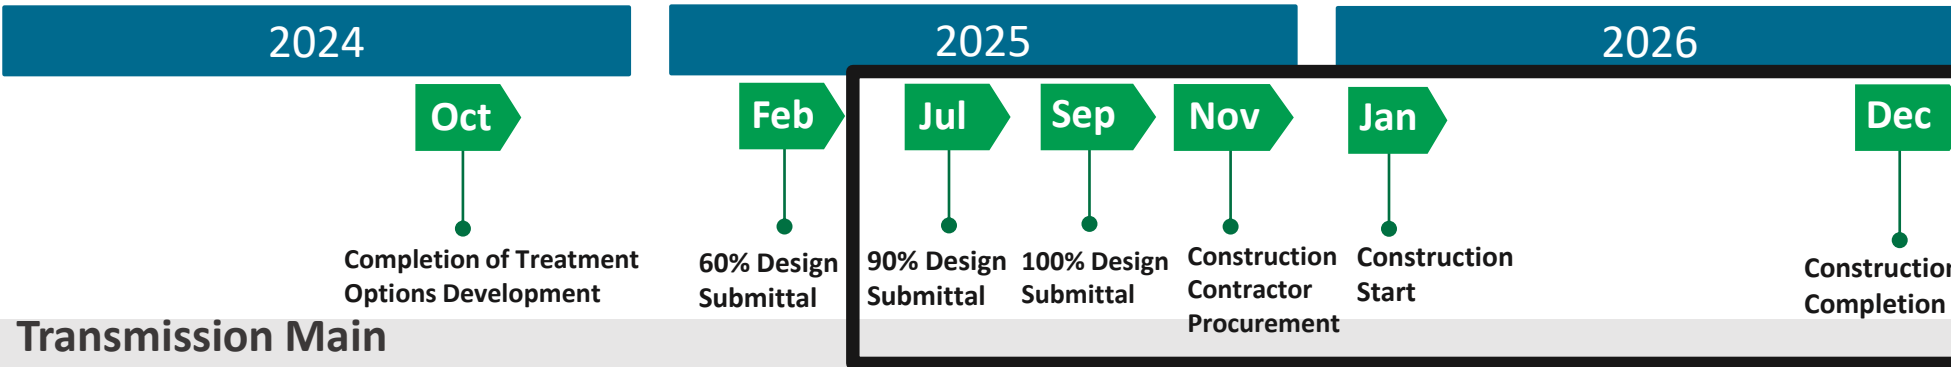 2024
2025
2026
Oct
Feb
Jul
Sep
Nov
Jan
Dec
Completion of Treatment
Options Development
60% Design
Submittal
90% Design
Submittal
100% Design
Submittal
Construction
Contractor
Procurement
Construction
Start
Construction
Completion
Transmission Main